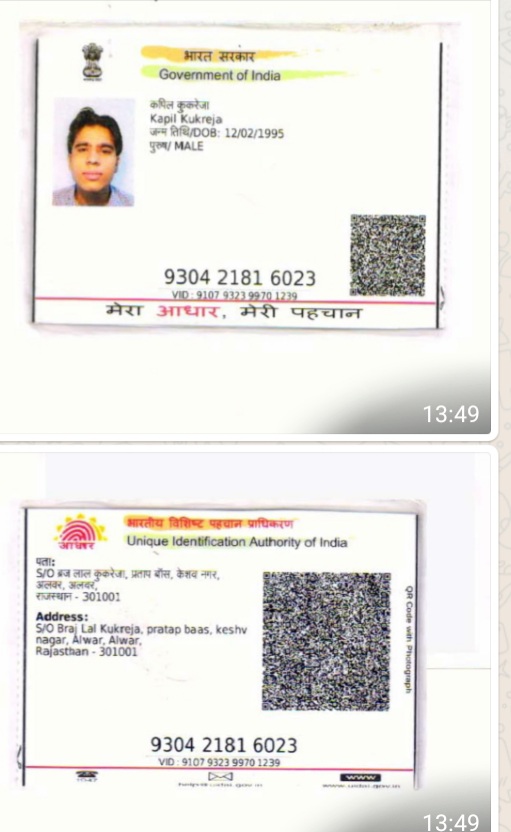 भारत सरकार
Government of India
कपिल कुकरेजा
Kapil Kukreja
जन्म तिथि/DOB: 12/02/1995
पुरुष/ MALE
9304 2181 6023
VID : 9107 9323 9970 1239
मेरा आधार, मेरी पहचान
13:49
भारतीय विशिष्ट पहचान प्राधिकरण
Unique Identification Authority of India
आधार
पता:
S/O ब्रज लाल कुकरेजा, प्रताप बॉस, केशव नगर,
अलवर, अलवर,
राजस्थान - 301001
Address:
S/O Braj Lal Kukreja, pratap baas, keshv
nagar, Alwar, Alwar,
Rajasthan - 301001
QR Code with Photograph
9304 2181 6023
VID : 9107 9323 9970 1239
www
13:49